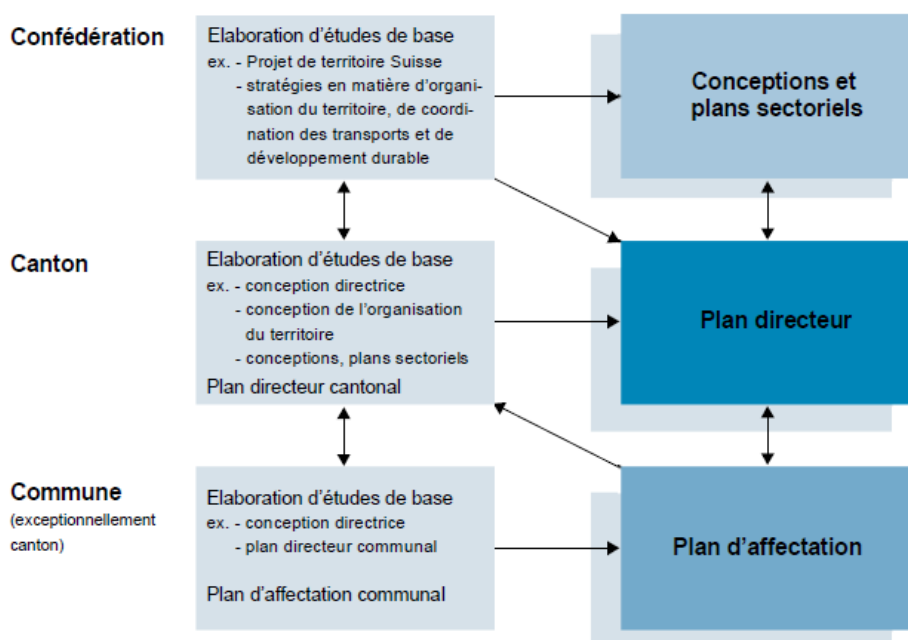 Confédération
Elaboration d'études de base
ex. - Projet de territoire Suisse
- stratégies en matière d'organi-
sation du territoire, de coordi-
nation des transports et de
développement durable
Conceptions et
plans sectoriels
Canton
Elaboration d'études de base
ex. - conception directrice
- conception de l'organisation
du territoire
- conceptions, plans sectoriels
Plan directeur cantonal
Plan directeur
Commune
(exceptionnellement
canton)
Elaboration d'études de base
ex. - conception directrice
- plan directeur communal
Plan d'affectation communal
Plan d'affectation